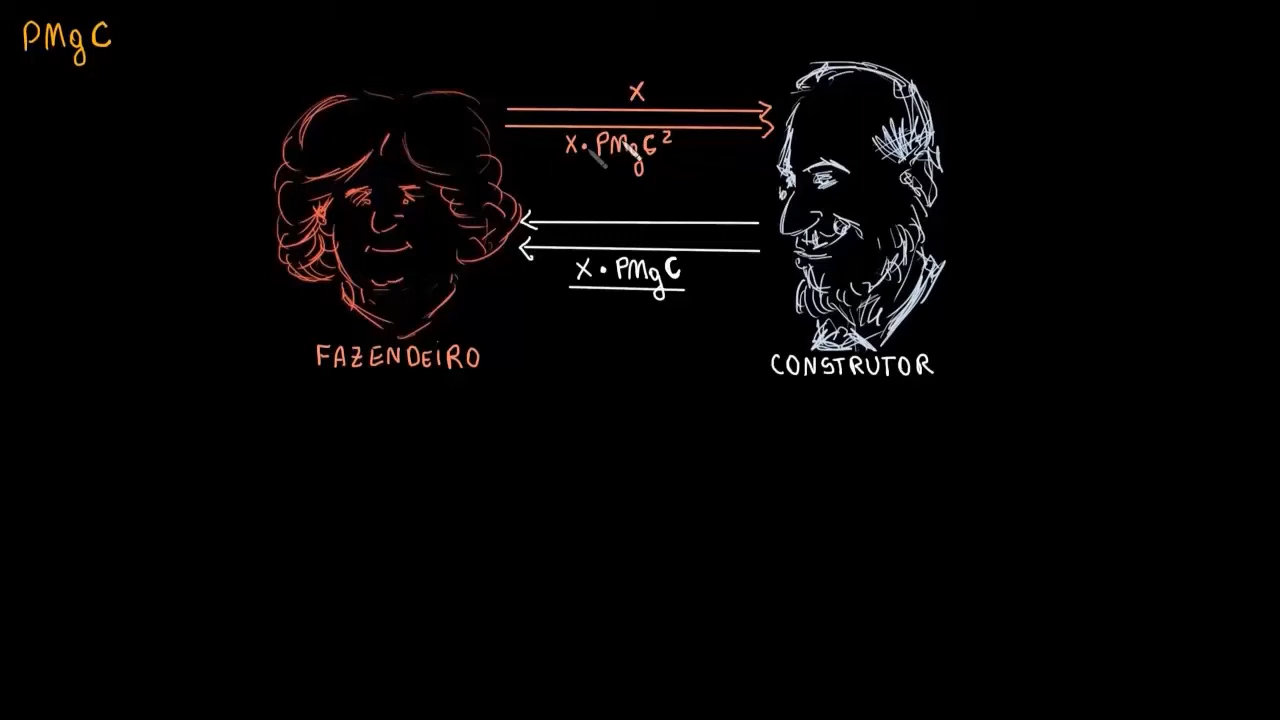 PMgC
X
X · PMgC²
X · PMgC
FAZENDEIRO
CONSTRUTOR